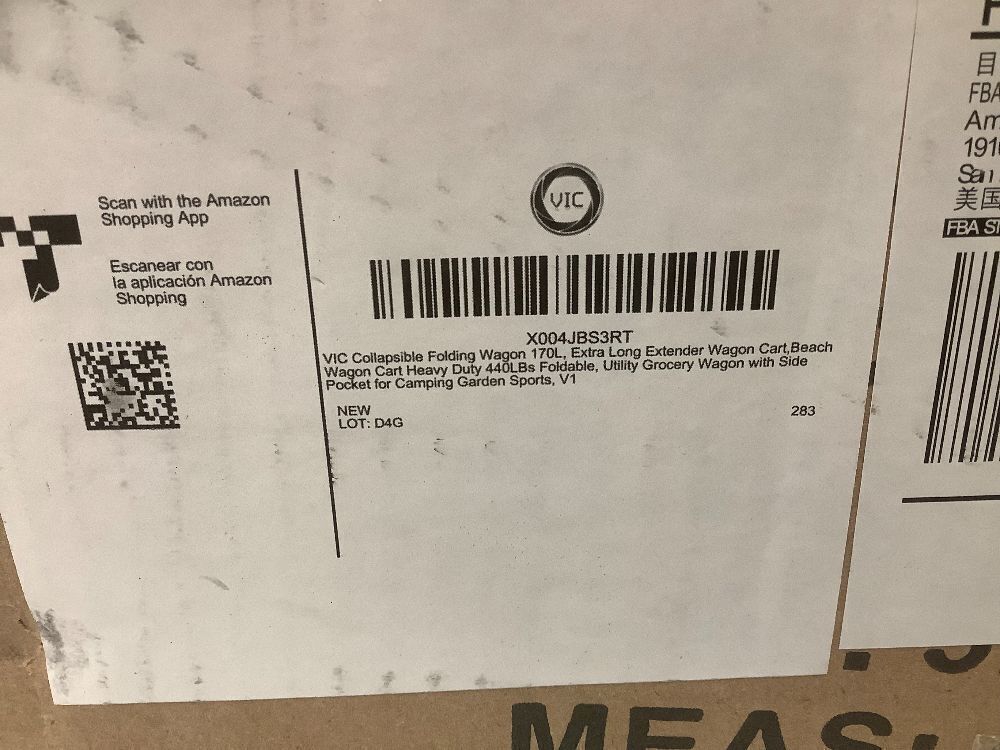 Scan with the Amazon
Shopping App
Escanear con
la aplicación Amazon
Shopping
VIC
X004JBS3RT
VIC Collapsible Folding Wagon 170L, Extra Long Extender Wagon Cart,Beach
Wagon Cart Heavy Duty 440LBs Foldable, Utility Grocery Wagon with Side
Pocket for Camping Garden Sports, V1
NEW
LOT: D4G
283
目
FBA
Am
191
San
美国
FBA
MEAS